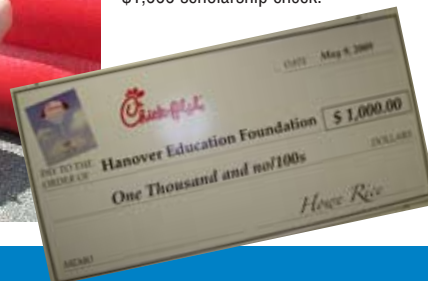 $1,000 scholarship check.
DATE May 9, 2009
Chick-fil-A
PAY TO THE
ORDER OF Hanover Education Foundation $ 1,000.00
One Thousand and no/100s DOLLARS
Howe Rice
MEMO